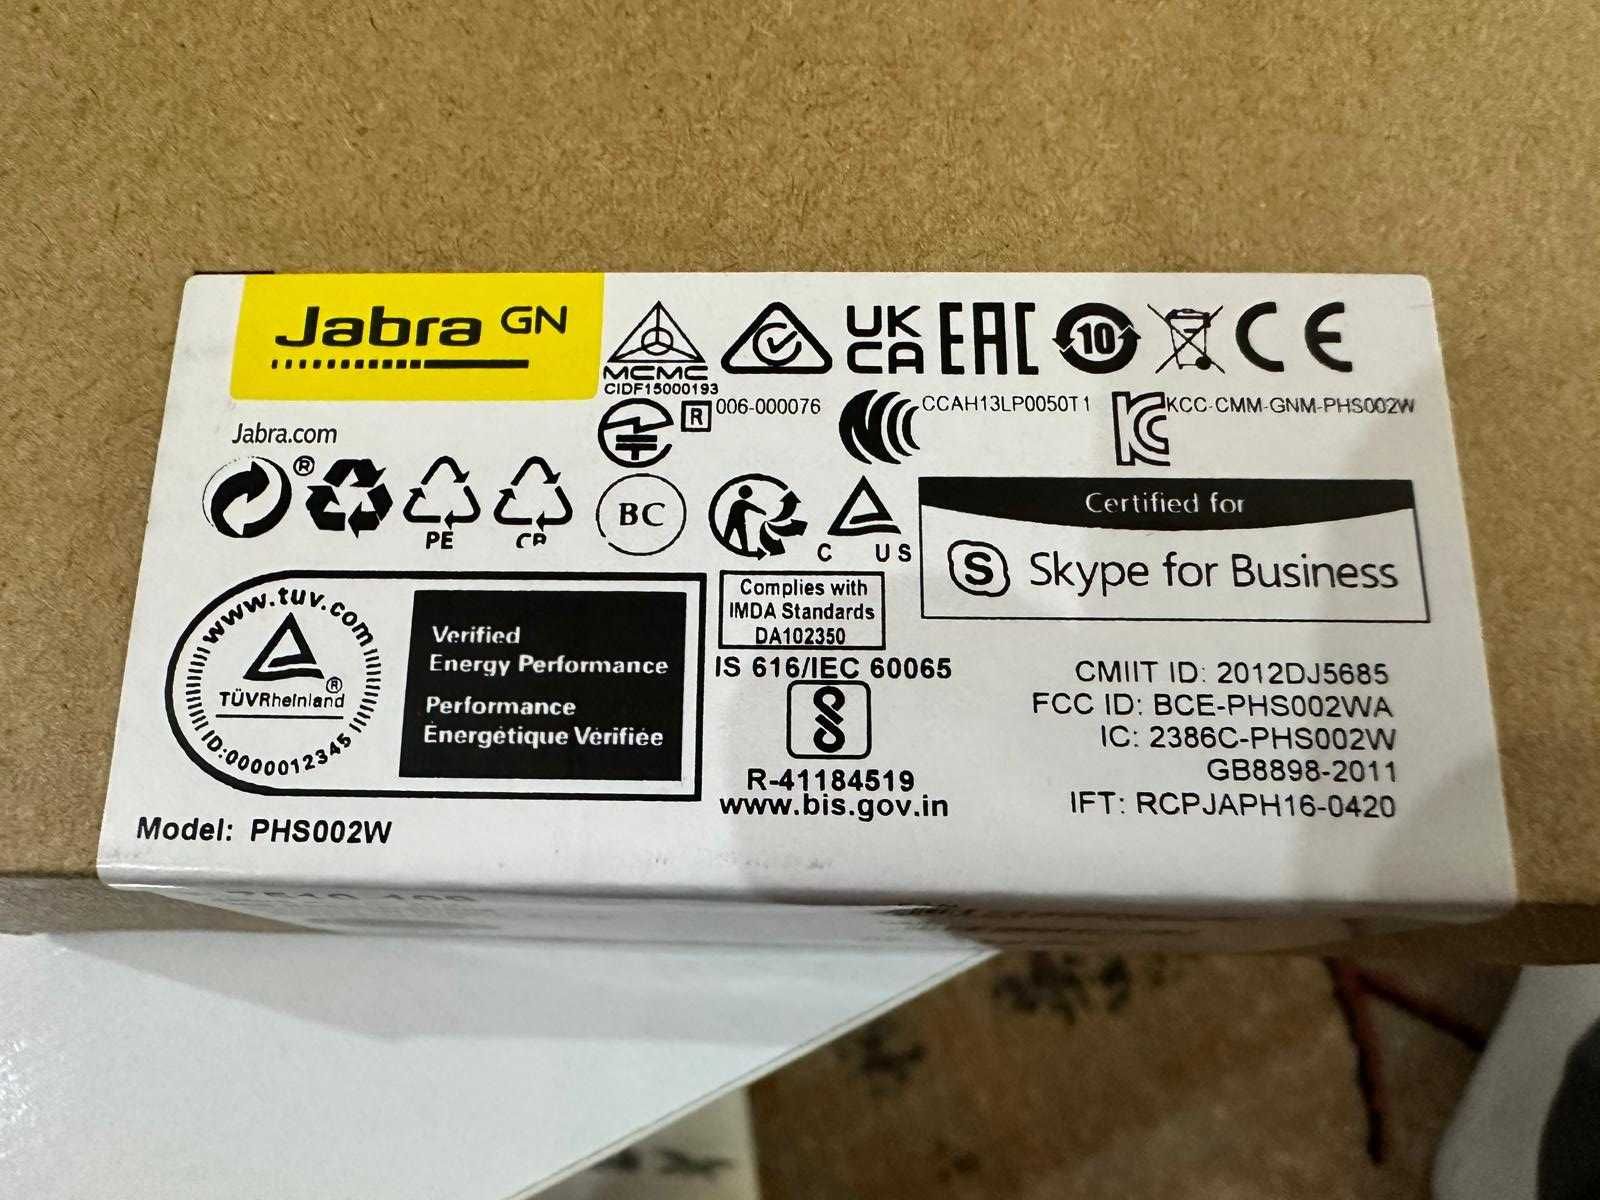 Jabra GN
MCMC
CIDF15000193
UK
CA
EAC
10
CE
Jabra.com
R 006-000076
CCAH13LP0050T1
KCC-CMM-GNM-PHS002W
®
PE
BC
C US
Certified for
S Skype for Business
www.tuv.com
TÜVRheinland ®
ID:0000012345
Verified
Energy Performance
Performance
Énergétique Vérifiée
Complies with
IMDA Standards
DA102350
IS 616/IEC 60065
R-41184519
www.bis.gov.in
CMIIT ID: 2012DJ5685
FCC ID: BCE-PHS002WA
IC: 2386C-PHS002W
GB8898-2011
IFT: RCPJAPH16-0420
Model: PHS002W